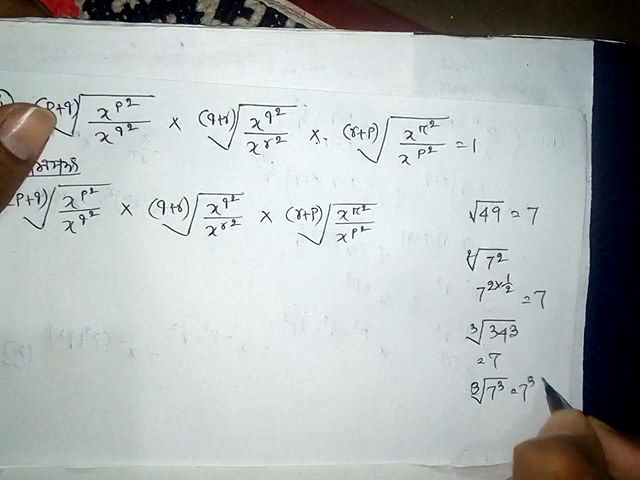 (p+q)√(x^p²/x^q²) × (q+r)√(x^q²/x^r²) × (r+p)√(x^r²/x^p²) = 1
p+q)√(x^p²/x^q²) × (q+r)√(x^q²/x^r²) × (r+p)√(x^r²/x^p²)
√49 = 7
²√7²
7^2×½ = 7
³√343
= 7
³√7³ = 7³